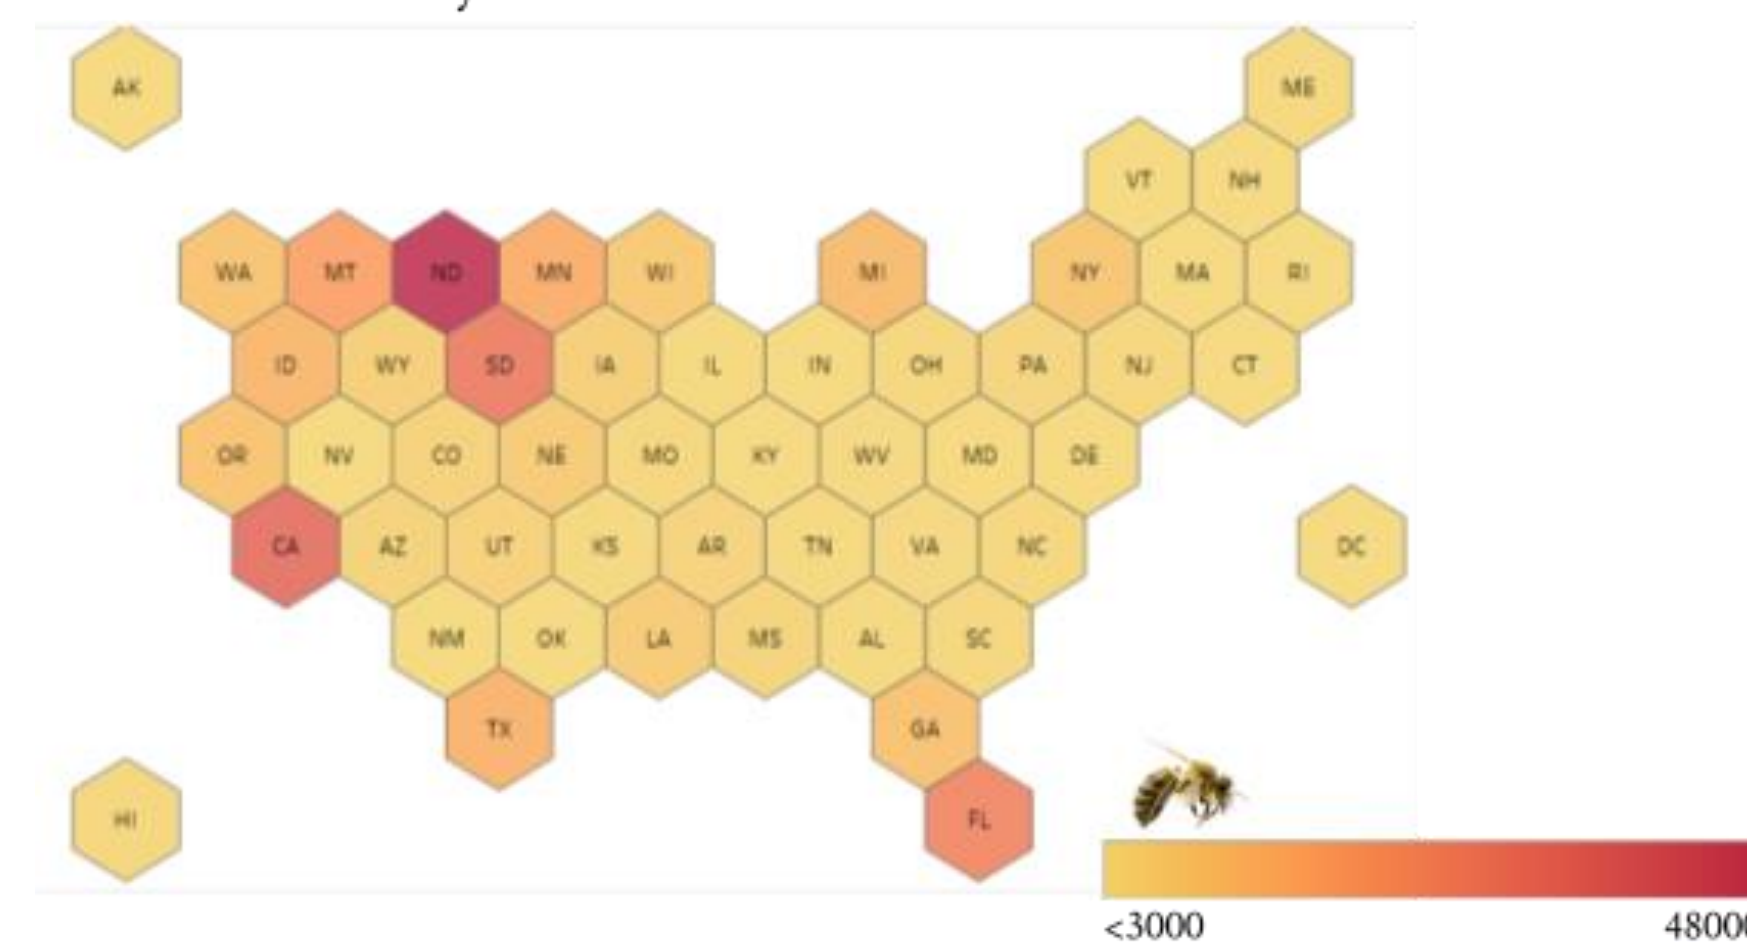 AK
ME
VT NH
WA MT ND MN WI MI NY MA RI
ID WY SD IA IL IN OH PA NJ CT
OR NV CO NE MO KY WV MD DE
CA AZ UT KS AR TN VA NC DC
NM OK LA MS AL SC
TX GA
HI FL
<3000 4800